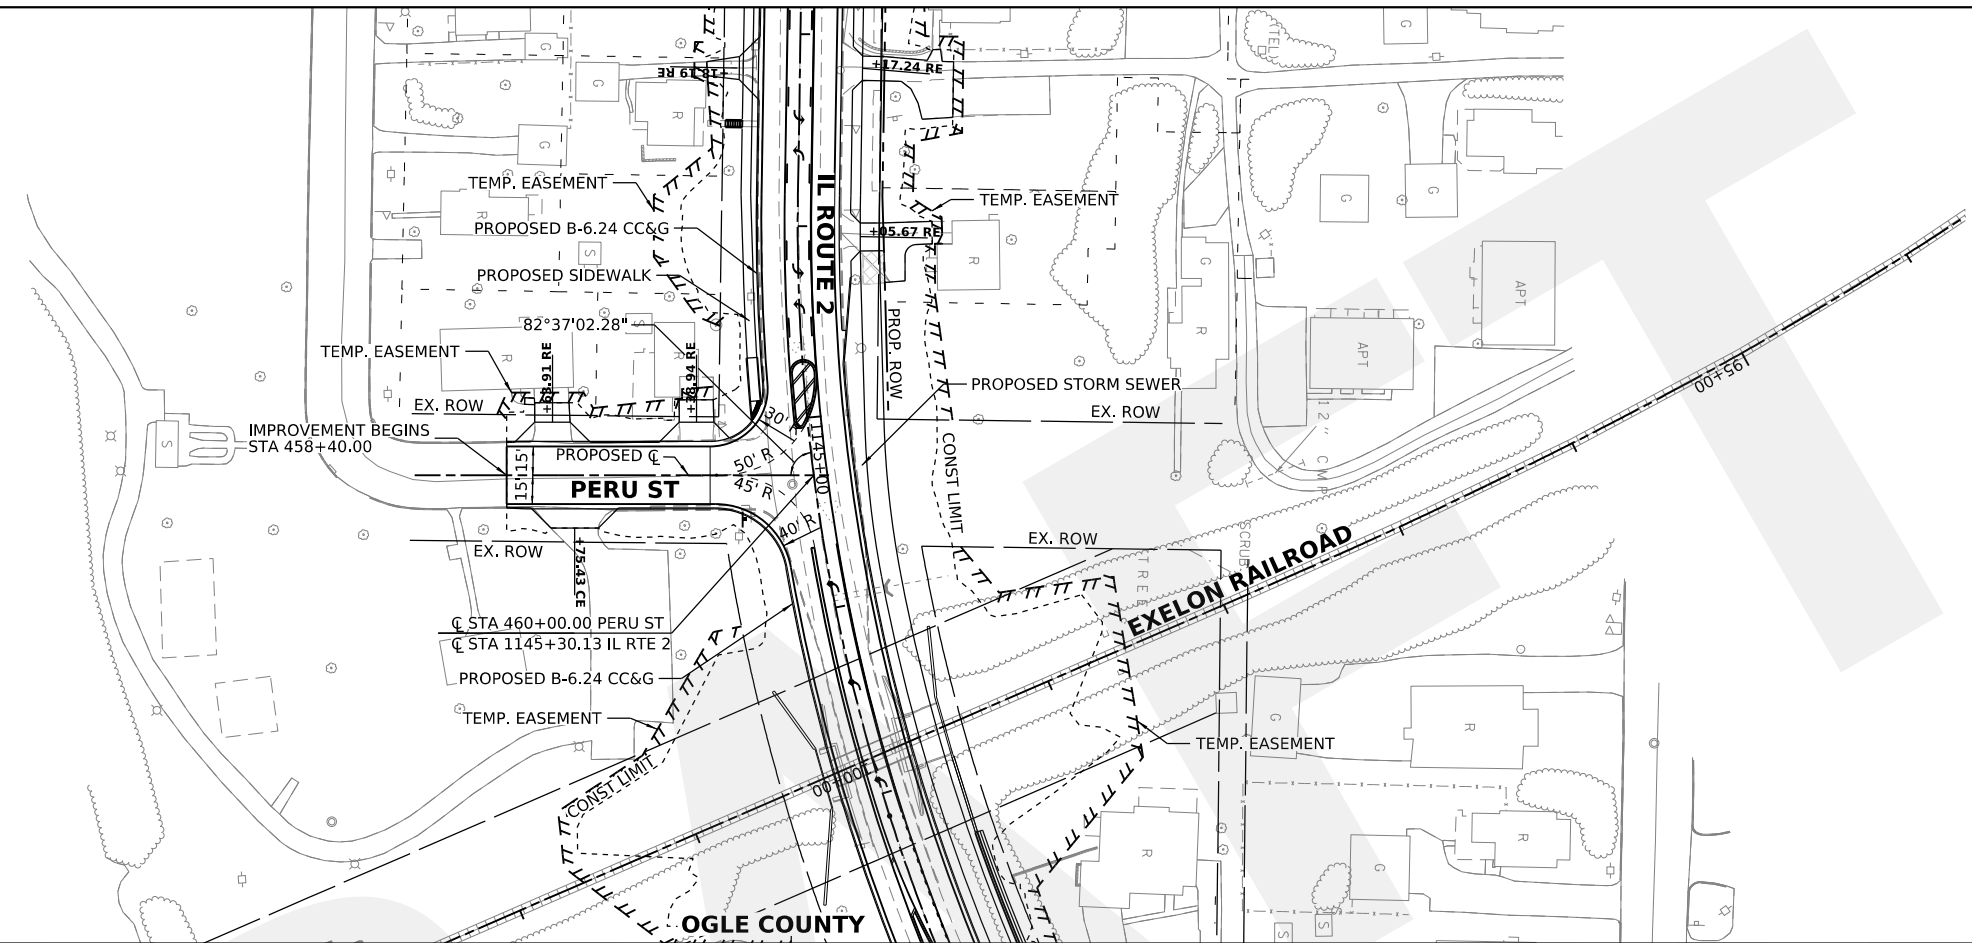 +18.19 RE
+17.24 RE
TEMP. EASEMENT
TEMP. EASEMENT
PROPOSED B-6.24 CC&G
+05.67 RE
IL ROUTE 2
PROPOSED SIDEWALK
82°37'02.28"
TEMP. EASEMENT
+68.91 RE
+38.94 RE
PROP. ROW
PROPOSED STORM SEWER
EX. ROW
EX. ROW
IMPROVEMENT BEGINS
STA 458+40.00
30'
PROPOSED ℄
50' R
45' R
40' R
15' 15'
PERU ST
1145+00
CONST LIMIT
EX. ROW
EX. ROW
+75.43 CE
℄ STA 460+00.00 PERU ST
℄ STA 1145+30.13 IL RTE 2
PROPOSED B-6.24 CC&G
TEMP. EASEMENT
CONST LIMIT
TEMP. EASEMENT
EXELON RAILROAD
195+00
12" CMP
TREE
SCRUB
OGLE COUNTY
G
G
R
G
R
S
S
R
R
S
R
G
R
G
G
G
APT
APT
G
R
R
G
R
S
S